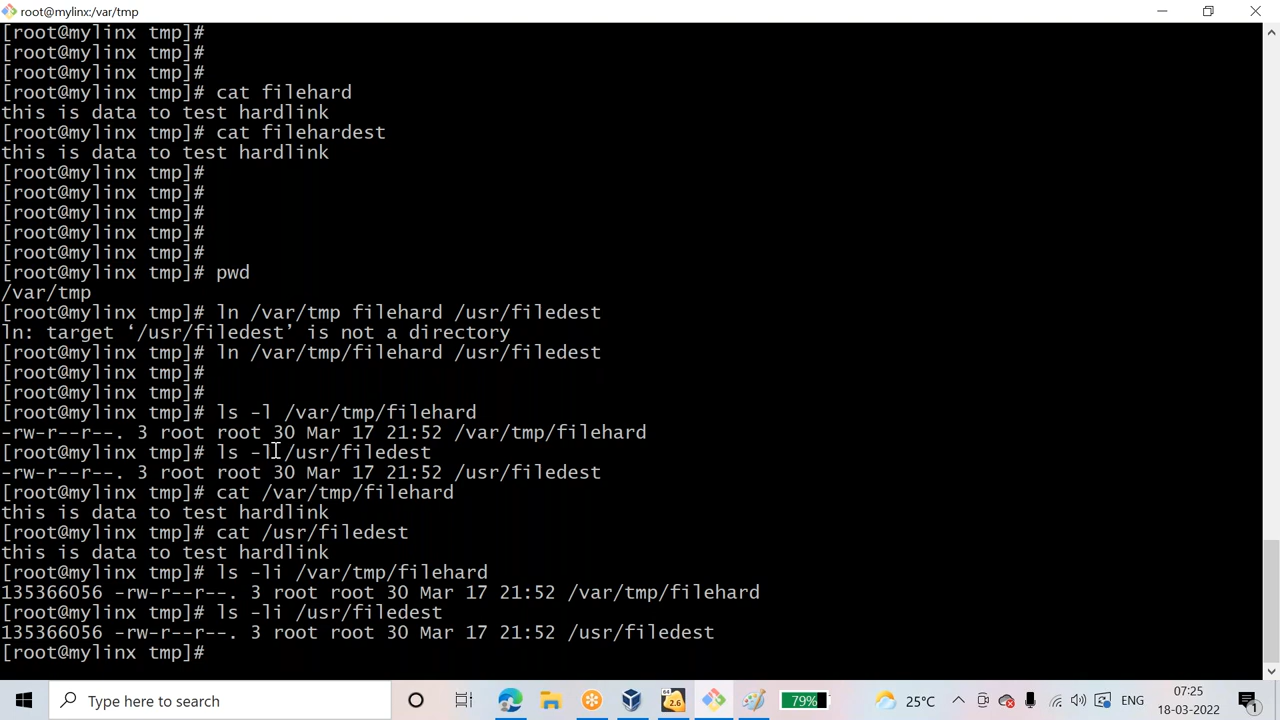 root@mylinx:/var/tmp
[root@mylinx tmp]#
[root@mylinx tmp]#
[root@mylinx tmp]#
[root@mylinx tmp]# cat filehard
this is data to test hardlink
[root@mylinx tmp]# cat filehardest
this is data to test hardlink
[root@mylinx tmp]#
[root@mylinx tmp]#
[root@mylinx tmp]#
[root@mylinx tmp]#
[root@mylinx tmp]#
[root@mylinx tmp]# pwd
/var/tmp
[root@mylinx tmp]# ln /var/tmp filehard /usr/filedest
ln: target ‘/usr/filedest’ is not a directory
[root@mylinx tmp]# ln /var/tmp/filehard /usr/filedest
[root@mylinx tmp]#
[root@mylinx tmp]#
[root@mylinx tmp]# ls -l /var/tmp/filehard
-rw-r--r--. 3 root root 30 Mar 17 21:52 /var/tmp/filehard
[root@mylinx tmp]# ls -l /usr/filedest
-rw-r--r--. 3 root root 30 Mar 17 21:52 /usr/filedest
[root@mylinx tmp]# cat /var/tmp/filehard
this is data to test hardlink
[root@mylinx tmp]# cat /usr/filedest
this is data to test hardlink
[root@mylinx tmp]# ls -li /var/tmp/filehard
135366056 -rw-r--r--. 3 root root 30 Mar 17 21:52 /var/tmp/filehard
[root@mylinx tmp]# ls -li /usr/filedest
135366056 -rw-r--r--. 3 root root 30 Mar 17 21:52 /usr/filedest
[root@mylinx tmp]#
Type here to search
64
2.6
79%
25°C
ENG
07:25
18-03-2022
1